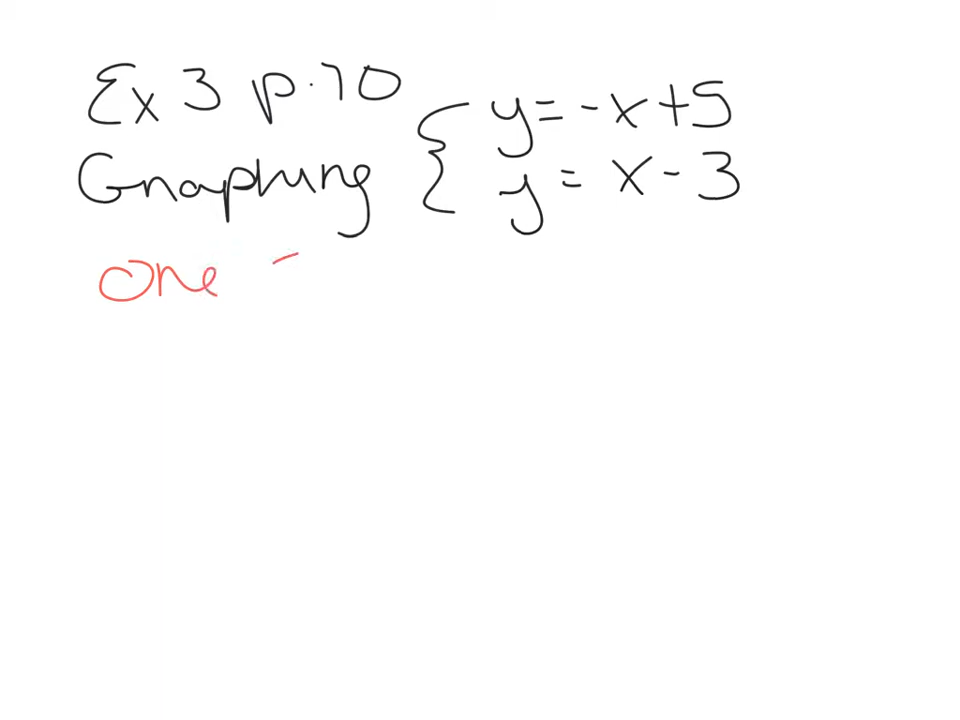 Ex 3 p.70
Graphing { y = -x + 5
y = x - 3
One